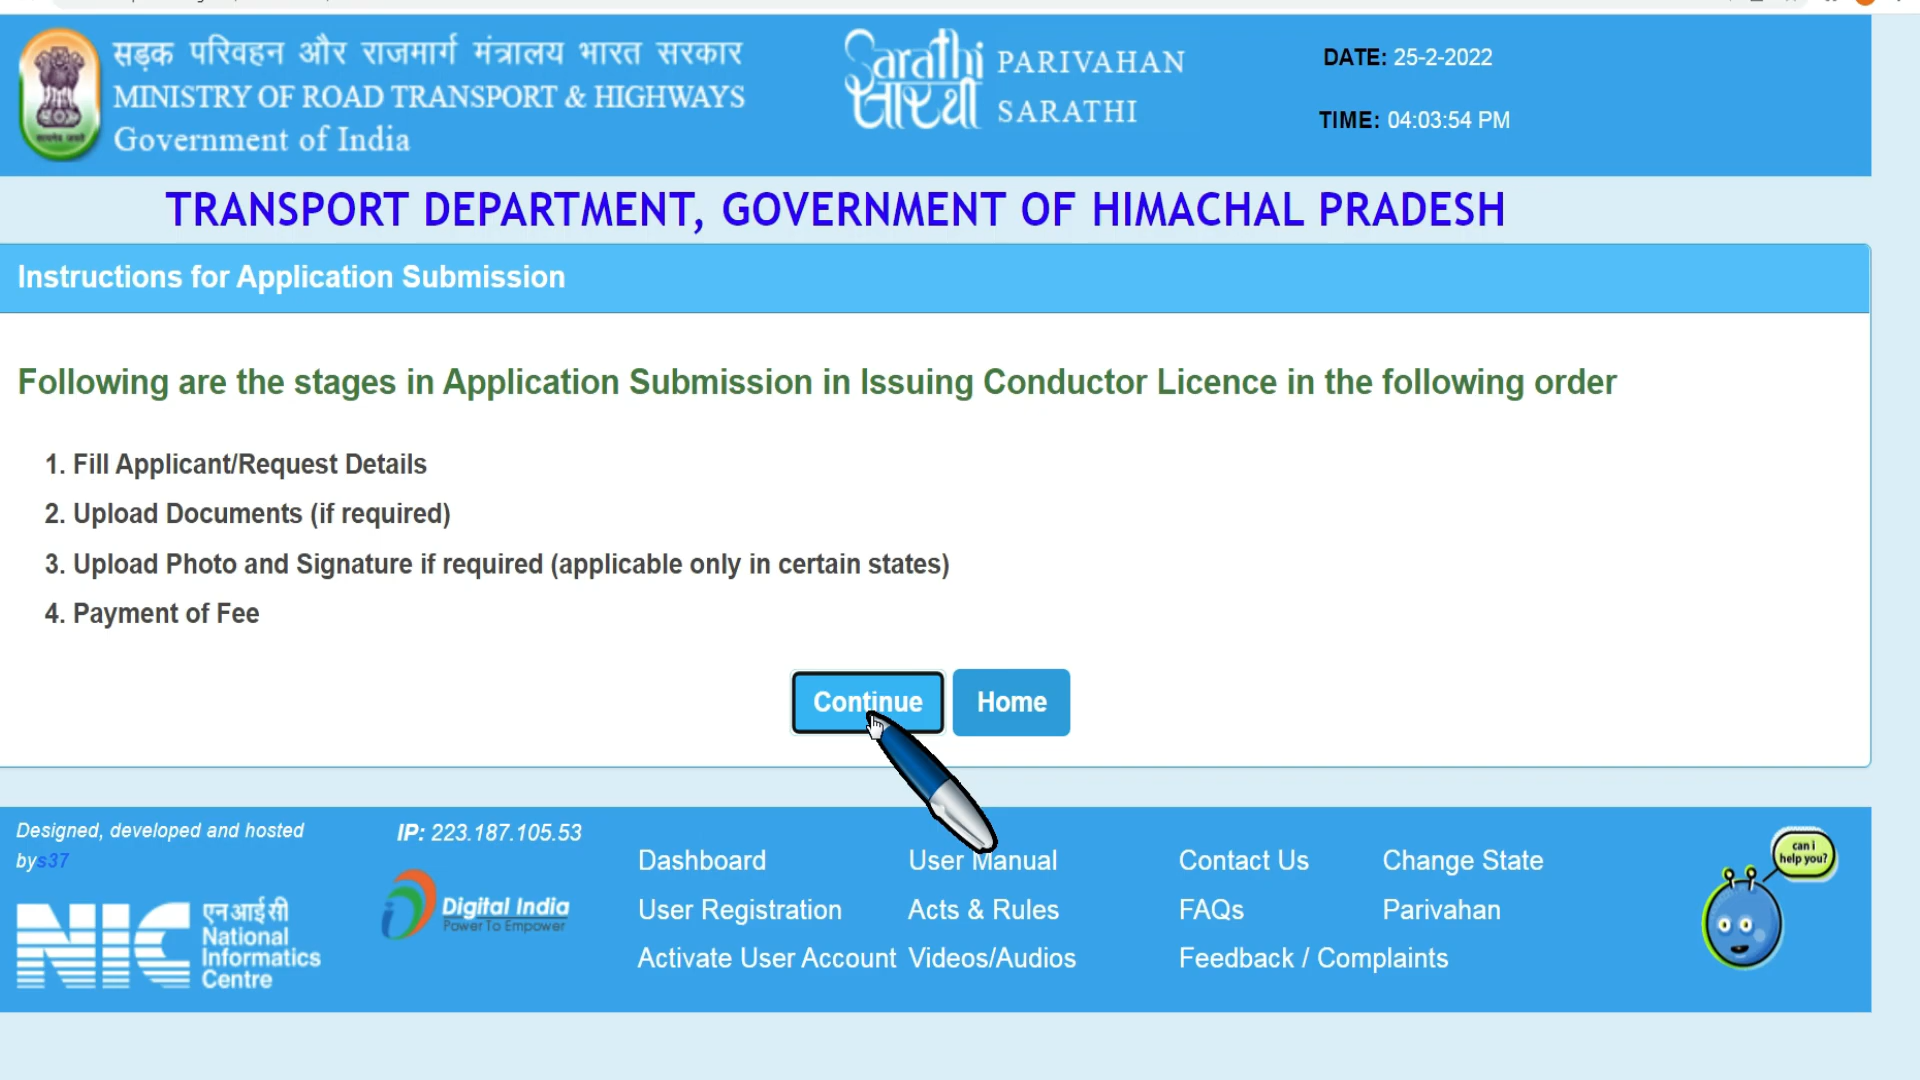 सड़क परिवहन और राजमार्ग मंत्रालय भारत सरकार
MINISTRY OF ROAD TRANSPORT & HIGHWAYS
Government of India
Sarathi
सारथी
PARIVAHAN
SARATHI
DATE: 25-2-2022
TIME: 04:03:54 PM
TRANSPORT DEPARTMENT, GOVERNMENT OF HIMACHAL PRADESH
Instructions for Application Submission
Following are the stages in Application Submission in Issuing Conductor Licence in the following order
1. Fill Applicant/Request Details
2. Upload Documents (if required)
3. Upload Photo and Signature if required (applicable only in certain states)
4. Payment of Fee
Continue
Home
Designed, developed and hosted
bys37
NIC
एन आई सी
National
Informatics
Centre
IP: 223.187.105.53
Digital India
Power To Empower
Dashboard
User Manual
Contact Us
Change State
User Registration
Acts & Rules
FAQs
Parivahan
Activate User Account
Videos/Audios
Feedback / Complaints
can i
help you?